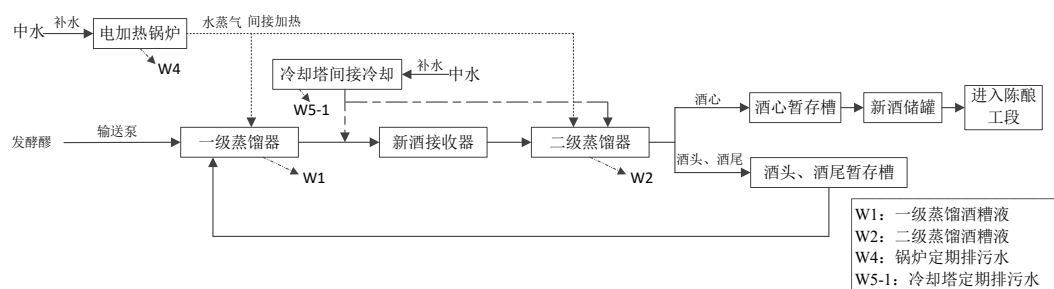 中水
补水
电加热锅炉
水蒸气 间接加热
W4
冷却塔间接冷却
补水
中水
W5-1
酒心
酒心暂存槽
新酒储罐
进入陈酿
工段
发酵醪
输送泵
一级蒸馏器
新酒接收器
二级蒸馏器
酒头、酒尾
酒头、酒尾暂存槽
W1
W2
W1：一级蒸馏酒糟液
W2：二级蒸馏酒糟液
W4：锅炉定期排污水
W5-1：冷却塔定期排污水